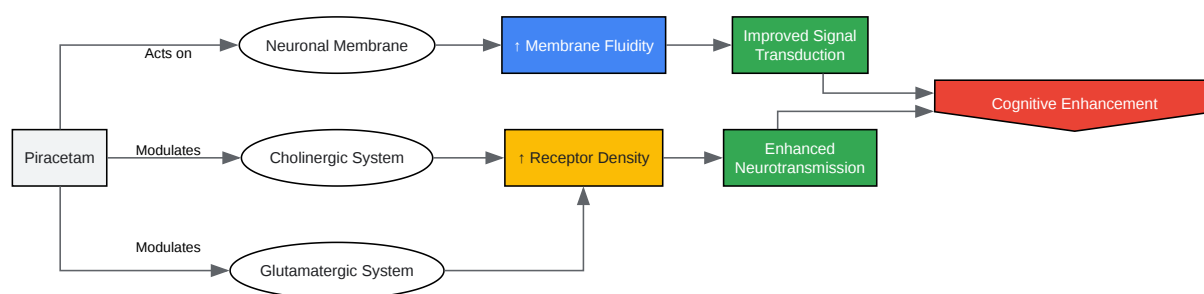 Neuronal Membrane
↑ Membrane Fluidity
Improved Signal
Transduction
Acts on
Cognitive Enhancement
Piracetam
Modulates
Cholinergic System
↑ Receptor Density
Enhanced
Neurotransmission
Modulates
Glutamatergic System